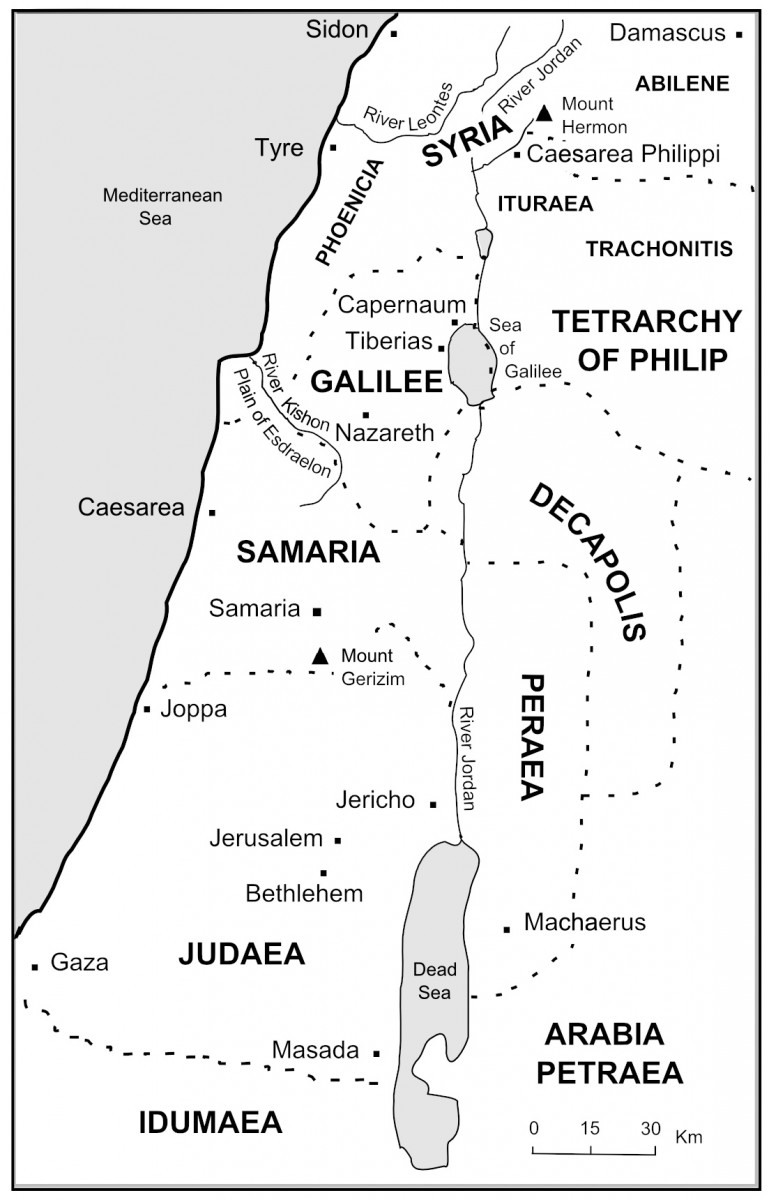 Sidon
Damascus
River Jordan
ABILENE
River Leontes
Mount
Hermon
SYRIA
Tyre
Caesarea Philippi
PHOENICIA
Mediterranean
Sea
ITURAEA
TRACHONITIS
Capernaum
Sea
of
Galilee
TETRARCHY
OF PHILIP
Tiberias
GALILEE
River Kishon
Plain of Esdraelon
Nazareth
Caesarea
DECAPOLIS
SAMARIA
Samaria
Mount
Gerizim
PERAEA
Joppa
River Jordan
Jericho
Jerusalem
Bethlehem
Machaerus
JUDAEA
Gaza
Dead
Sea
ARABIA
PETRAEA
Masada
IDUMAEA
0 15 30 Km